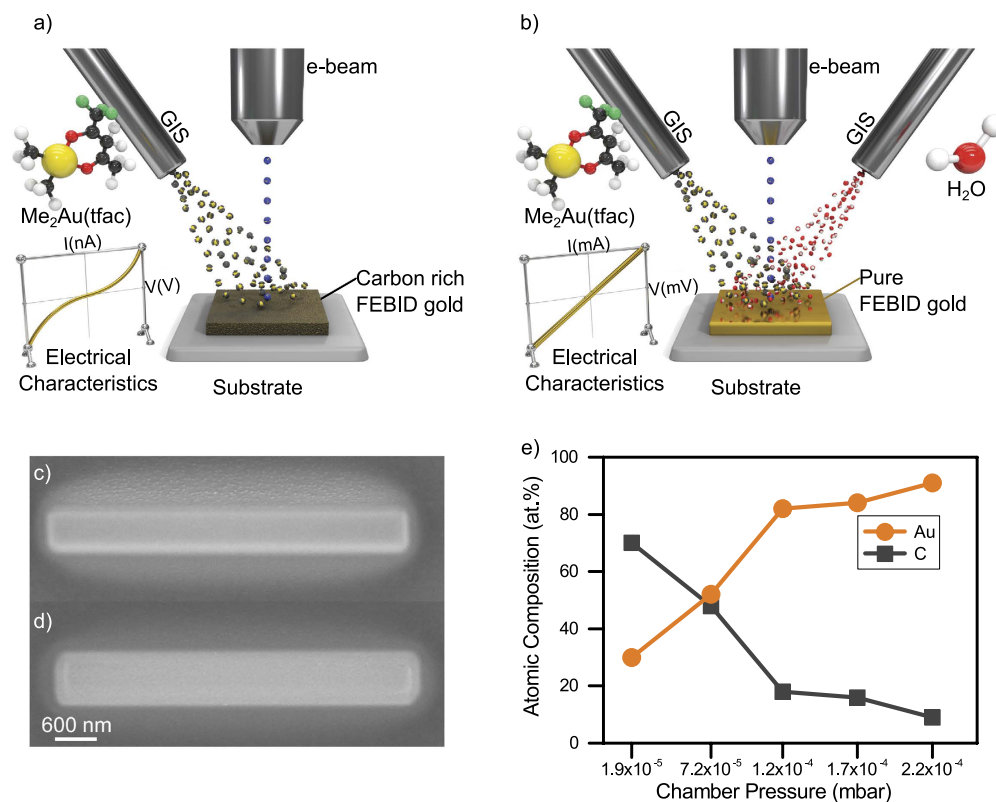 a)
e-beam
GIS
Me₂Au(tfac)
I(nA)
V(V)
Carbon rich
FEBID gold
Electrical
Characteristics
Substrate
b)
e-beam
GIS
GIS
H₂O
Me₂Au(tfac)
I(mA)
V(mV)
Pure
FEBID gold
Electrical
Characteristics
Substrate
c)
d)
600 nm
e)
Atomic Composition (at.%)
100
80
60
40
20
0
Au
C
1.9x10⁻⁵ 7.2x10⁻⁵ 1.2x10⁻⁴ 1.7x10⁻⁴ 2.2x10⁻⁴
Chamber Pressure (mbar)